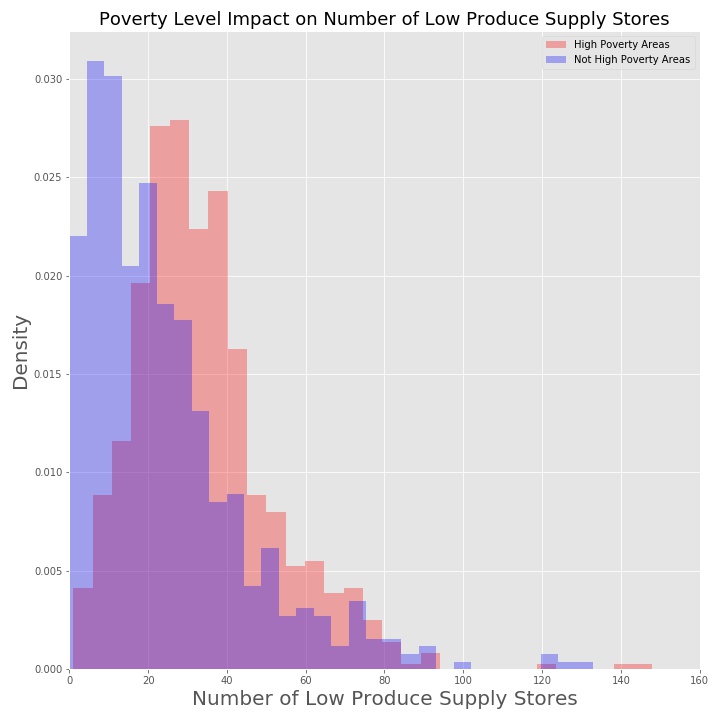 Poverty Level Impact on Number of Low Produce Supply Stores
High Poverty Areas
Not High Poverty Areas
0.030
0.025
0.020
0.015
0.010
0.005
0.000
Density
0 20 40 60 80 100 120 140 160
Number of Low Produce Supply Stores